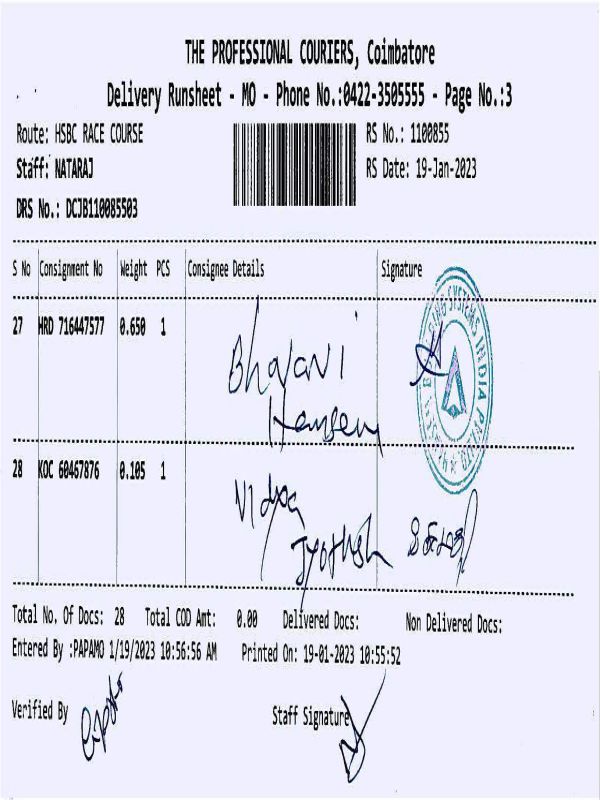 THE PROFESSIONAL COURIERS, Coimbatore
Delivery Runsheet - MO - Phone No.:0422-3505555 - Page No.:3
Route: HSBC RACE COURSE
RS No.: 1100855
Staff: NATARAJ
RS Date: 19-Jan-2023
DRS No.: DCJB110085503
S No Consignment No Weight PCS Consignee Details Signature
27 HRD 716447577 0.650 1
Bhavani
Hansem
28 KOC 60467876 0.105 1
Vidya
Jyothish
SYSTEMS INDIA
Total No. Of Docs: 28 Total COD Amt: 0.00 Delivered Docs: Non Delivered Docs:
Entered By :PAPAMO 1/19/2023 10:56:56 AM Printed On: 19-01-2023 10:55:52
Verified By
Staff Signature